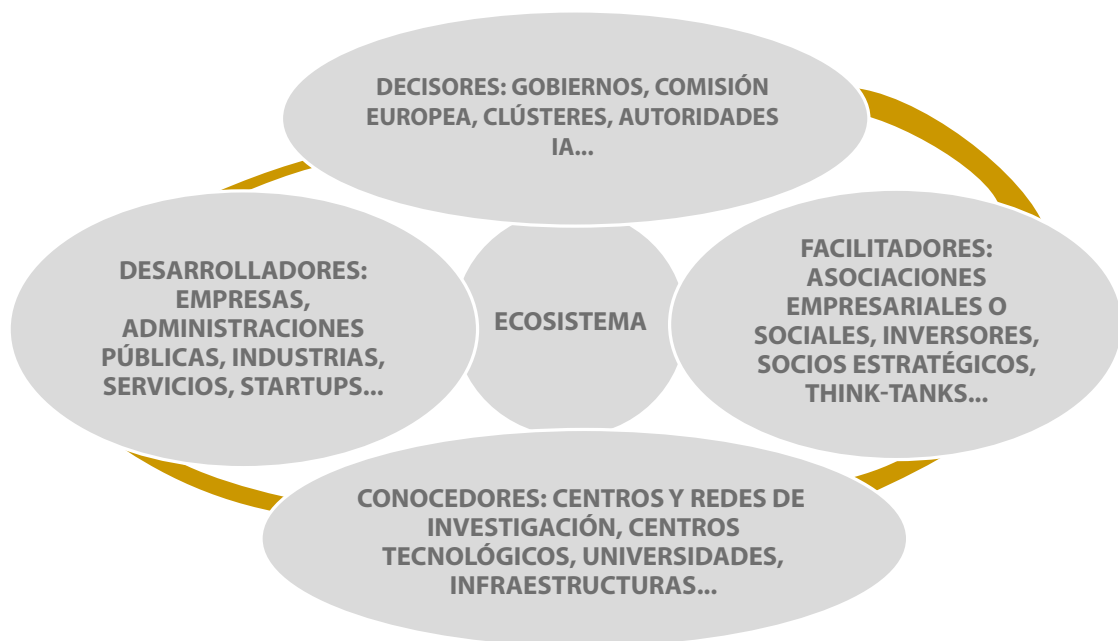 DECISORES: GOBIERNOS, COMISIÓN
EUROPEA, CLÚSTERES, AUTORIDADES
IA...
FACILITADORES:
ASOCIACIONES
EMPRESARIALES O
SOCIALES, INVERSORES,
SOCIOS ESTRATÉGICOS,
THINK-TANKS...
DESARROLLADORES:
EMPRESAS,
ADMINISTRACIONES
PÚBLICAS, INDUSTRIAS,
SERVICIOS, STARTUPS...
ECOSISTEMA
CONOCEDORES: CENTROS Y REDES DE
INVESTIGACIÓN, CENTROS
TECNOLÓGICOS, UNIVERSIDADES,
INFRAESTRUCTURAS...